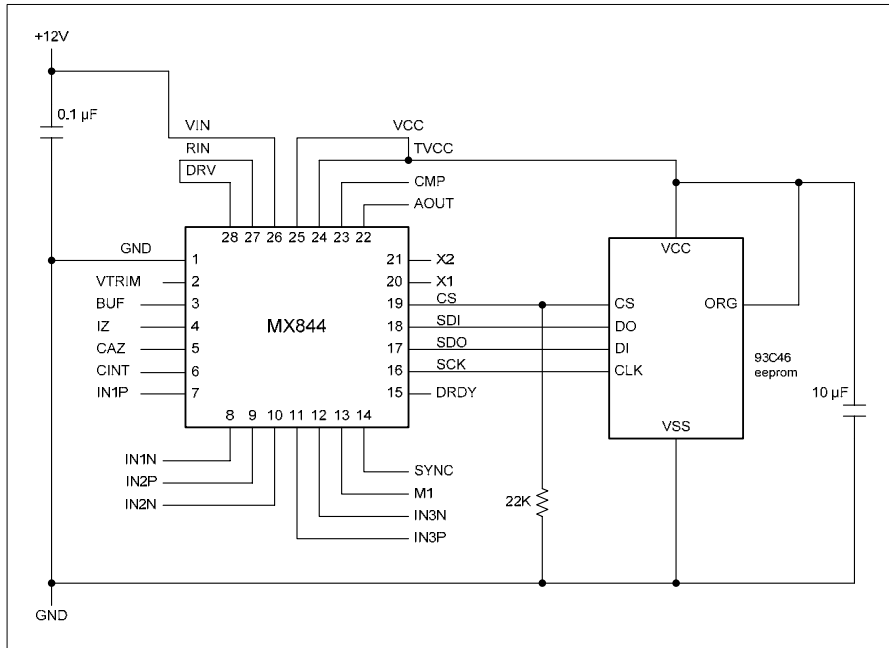 +12V
0.1 µF
VIN
VCC
RIN
TVCC
DRV
CMP
AOUT
28 27 26 25 24 23 22
GND
1
21
X2
VCC
VTRIM
2
20
X1
BUF
3
19
CS
CS
ORG
IZ
4
MX844
18
SDI
DO
CAZ
5
17
SDO
DI
93C46
eeprom
CINT
6
16
SCK
CLK
IN1P
7
15
DRDY
10 µF
8 9 10 11 12 13 14
VSS
IN1N
SYNC
IN2P
M1
IN2N
22K
IN3N
IN3P
GND